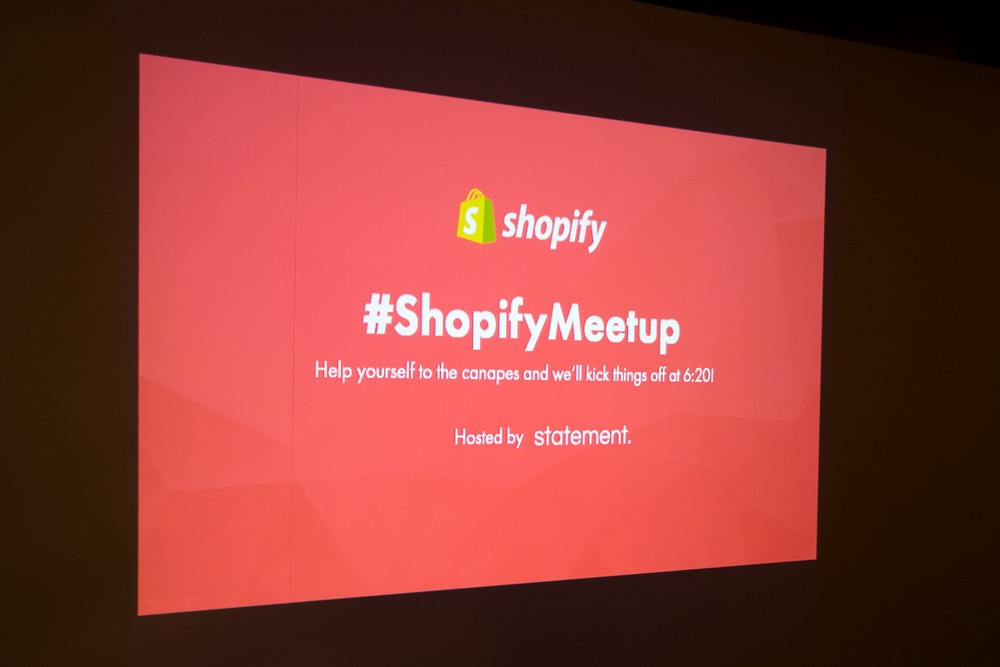 shopify
#ShopifyMeetup
Help yourself to the canapes and we'll kick things off at 6:20!
Hosted by statement.